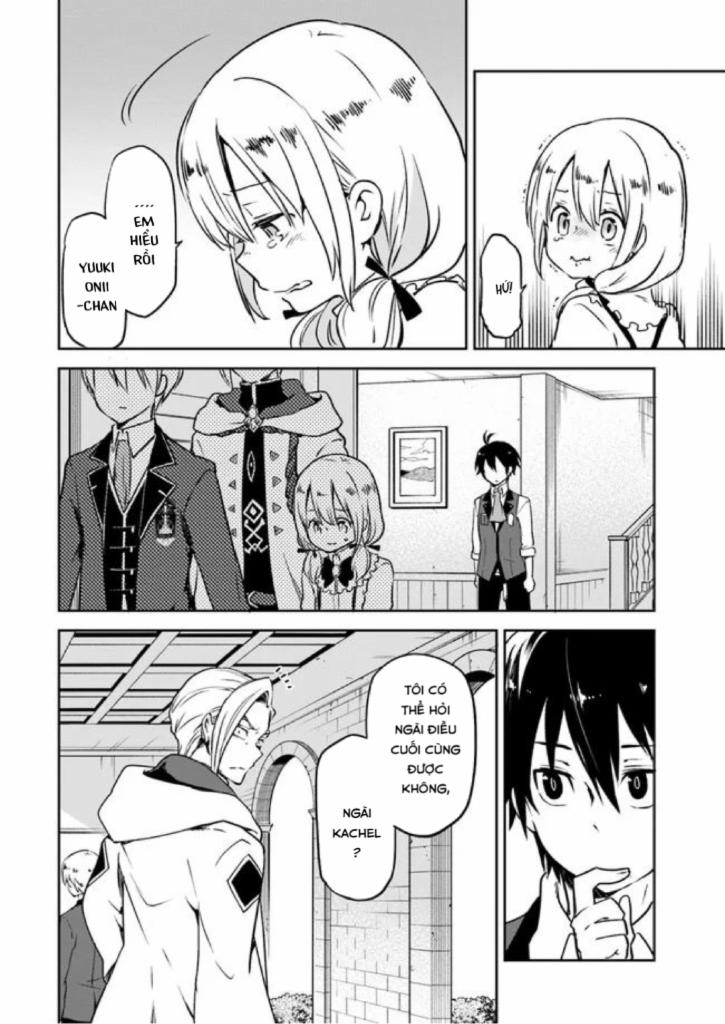 HỨ!
....
EM
HIỂU
RỒI
YUUKI
ONII
-CHAN
TÔI CÓ
THỂ HỎI
NGÀI ĐIỀU
CUỐI CÙNG
ĐƯỢC
KHÔNG,
NGÀI
KACHEL
?